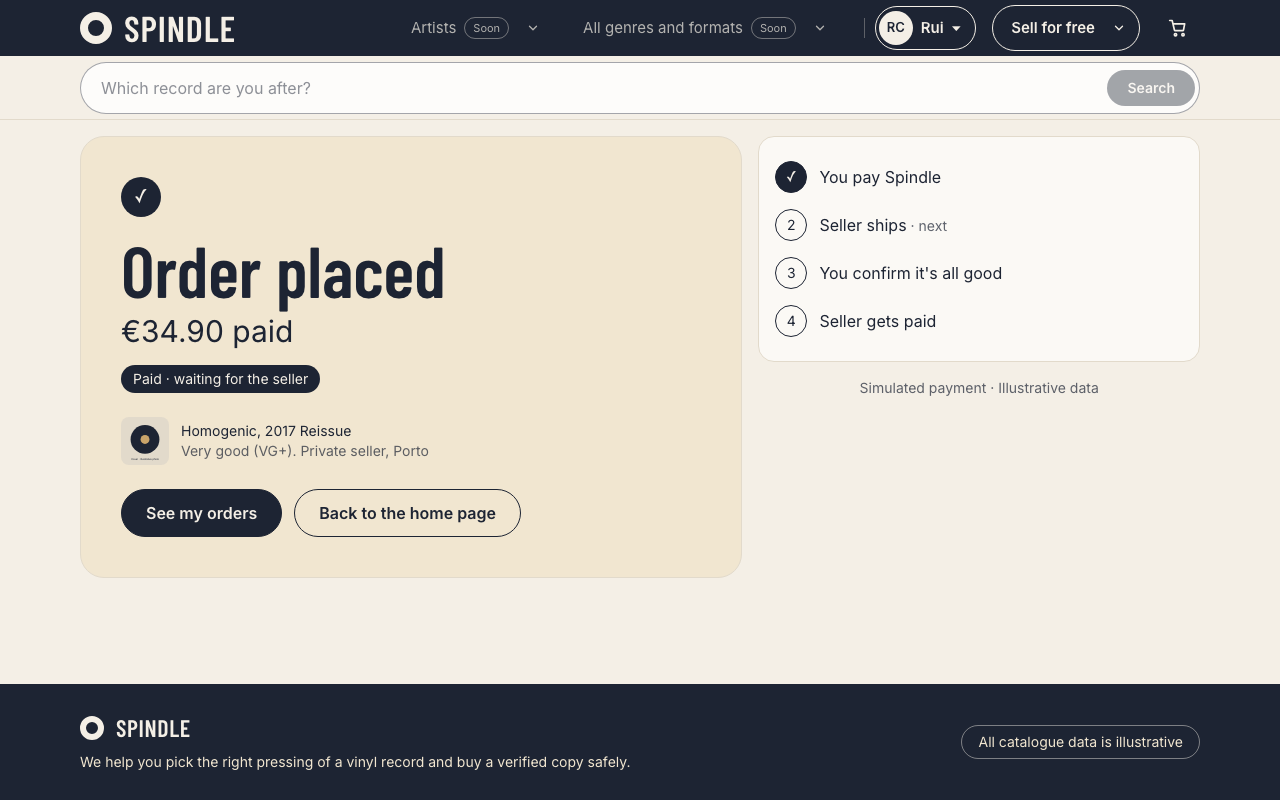 SPINDLE
Artists Soon
All genres and formats Soon
RC Rui
Sell for free
Which record are you after?
Search
✓
Order placed
€34.90 paid
Paid · waiting for the seller
Homogenic, 2017 Reissue
Very good (VG+). Private seller, Porto
See my orders
Back to the home page
✓ You pay Spindle
2 Seller ships · next
3 You confirm it's all good
4 Seller gets paid
Simulated payment · Illustrative data
SPINDLE
We help you pick the right pressing of a vinyl record and buy a verified copy safely.
All catalogue data is illustrative